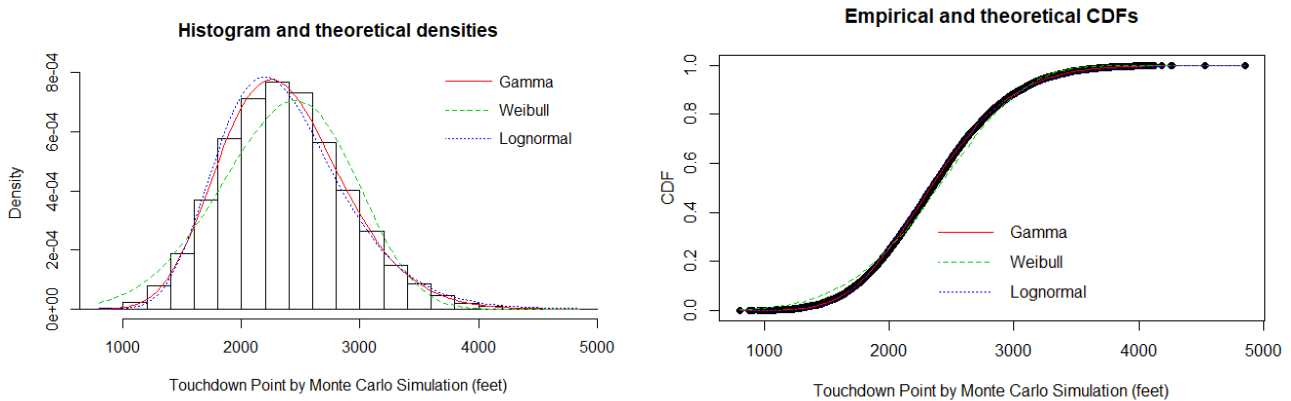 Histogram and theoretical densities
Density
0e+00
2e-04
4e-04
6e-04
8e-04
Gamma
Weibull
Lognormal
1000 2000 3000 4000 5000
Touchdown Point by Monte Carlo Simulation (feet)
Empirical and theoretical CDFs
CDF
0.0
0.2
0.4
0.6
0.8
1.0
Gamma
Weibull
Lognormal
1000 2000 3000 4000 5000
Touchdown Point by Monte Carlo Simulation (feet)